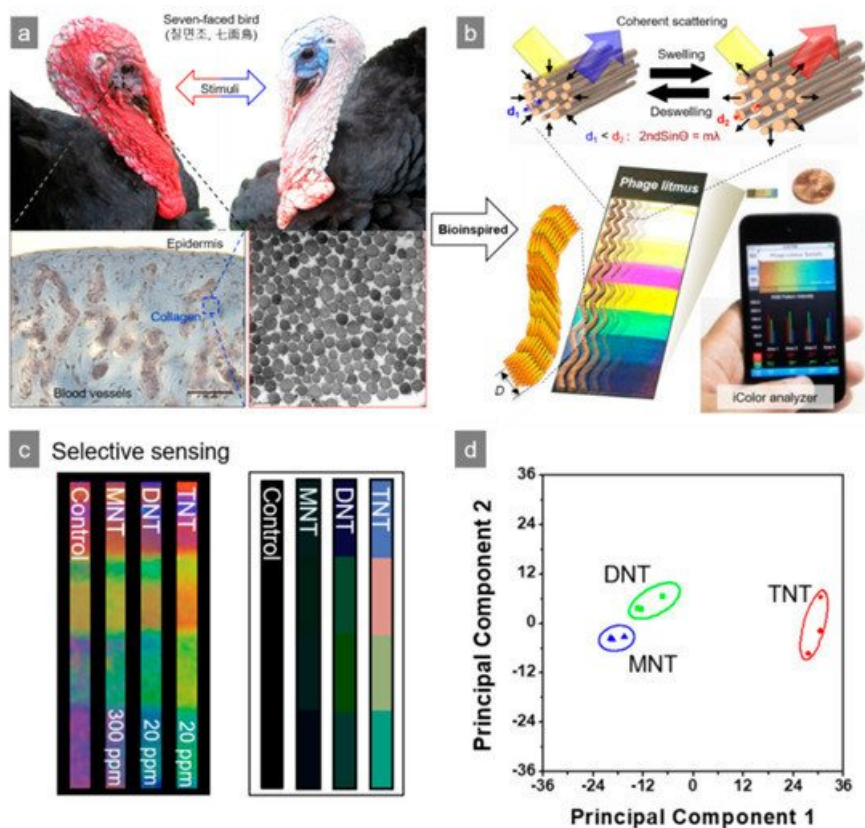 a
Seven-faced bird
(칠면조, 七面鳥)
Stimuli
Epidermis
Collagen
Blood vessels
b
Coherent scattering
Swelling
Deswelling
d₁
d₂
d₁ < d₂ : 2ndSinΘ = mλ
Bioinspired
Phage litmus
D
iColor analyzer
c
Selective sensing
Control
MNT
300 ppm
DNT
20 ppm
TNT
20 ppm
Control
MNT
DNT
TNT
d
Principal Component 2
36
24
12
0
-12
-24
-36
DNT
MNT
TNT
-36
-24
-12
0
12
24
36
Principal Component 1